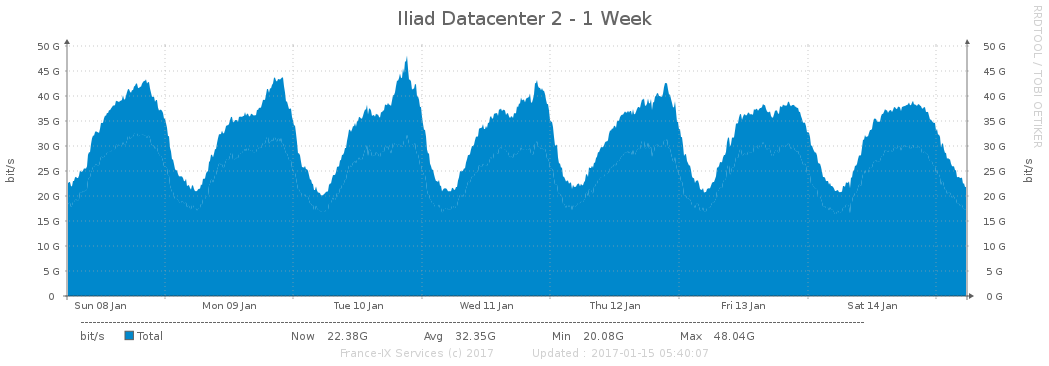 Iliad Datacenter 2 - 1 Week
RRDTOOL / TOBI OETIKER
50 G 50 G
45 G 45 G
40 G 40 G
35 G 35 G
30 G 30 G
25 G 25 G
20 G 20 G
15 G 15 G
10 G 10 G
5 G 5 G
0 0 G
bit/s bit/s
Sun 08 Jan Mon 09 Jan Tue 10 Jan Wed 11 Jan Thu 12 Jan Fri 13 Jan Sat 14 Jan
bit/s Total Now 22.38G Avg 32.35G Min 20.08G Max 48.04G
France-IX Services (c) 2017 Updated : 2017-01-15 05:40:07